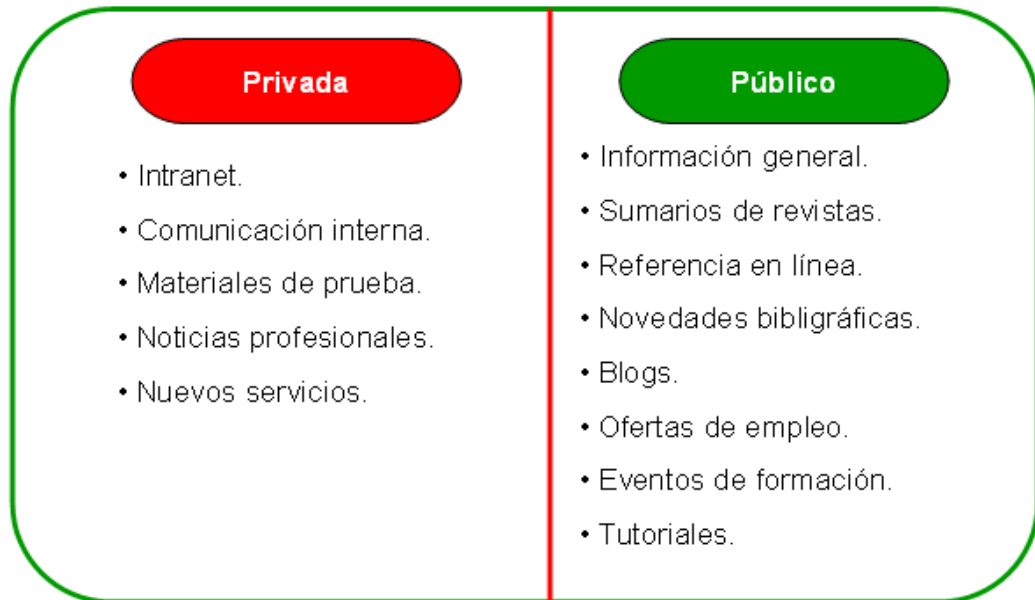 Privada
• Intranet.
• Comunicación interna.
• Materiales de prueba.
• Noticias profesionales.
• Nuevos servicios.
Público
• Información general.
• Sumarios de revistas.
• Referencia en línea.
• Novedades bibligráficas.
• Blogs.
• Ofertas de empleo.
• Eventos de formación.
• Tutoriales.